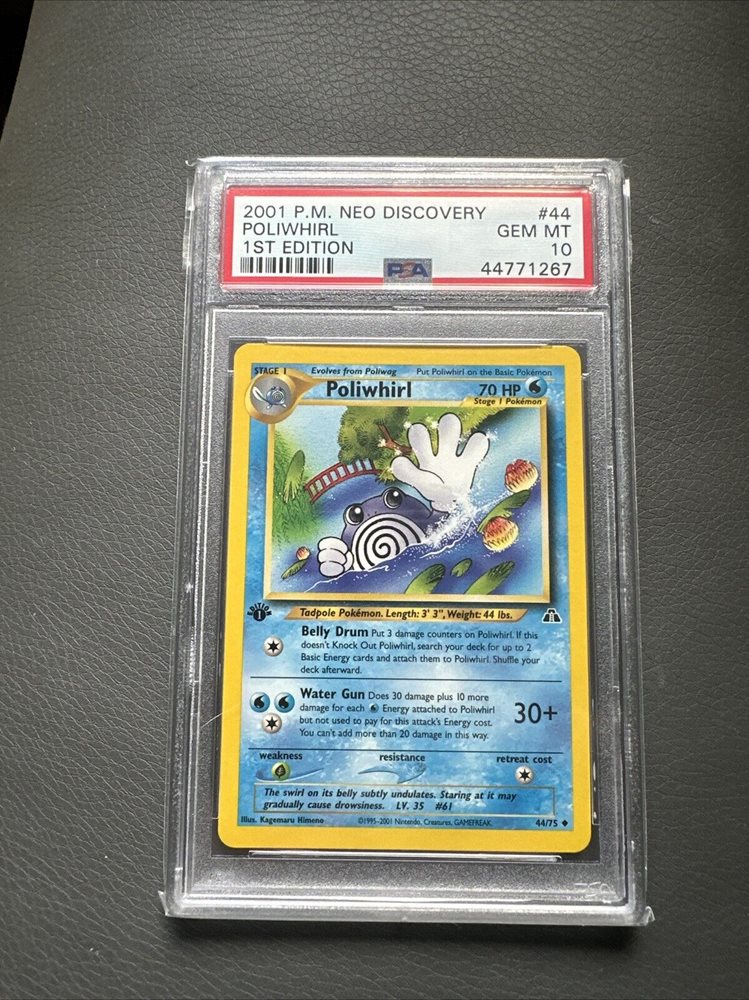 2001 P.M. NEO DISCOVERY #44
POLIWHIRL GEM MT
1ST EDITION 10
PSA 44771267
STAGE 1 Evolves from Poliwag Put Poliwhirl on the Basic Pokémon
Poliwhirl 70 HP
Stage 1 Pokémon
EDITION
1
Tadpole Pokémon. Length: 3' 3", Weight: 44 lbs.
Belly Drum Put 3 damage counters on Poliwhirl. If this
doesn't Knock Out Poliwhirl, search your deck for up to 2
Basic Energy cards and attach them to Poliwhirl. Shuffle your
deck afterward.
Water Gun Does 30 damage plus 10 more
damage for each Energy attached to Poliwhirl
but not used to pay for this attack's Energy cost.
You can't add more than 20 damage in this way.
30+
weakness resistance retreat cost
The swirl on its belly subtly undulates. Staring at it may
gradually cause drowsiness. LV. 35 #61
Illus. Kagemaru Himeno ©1995-2001 Nintendo, Creatures, GAMEFREAK. 44/75